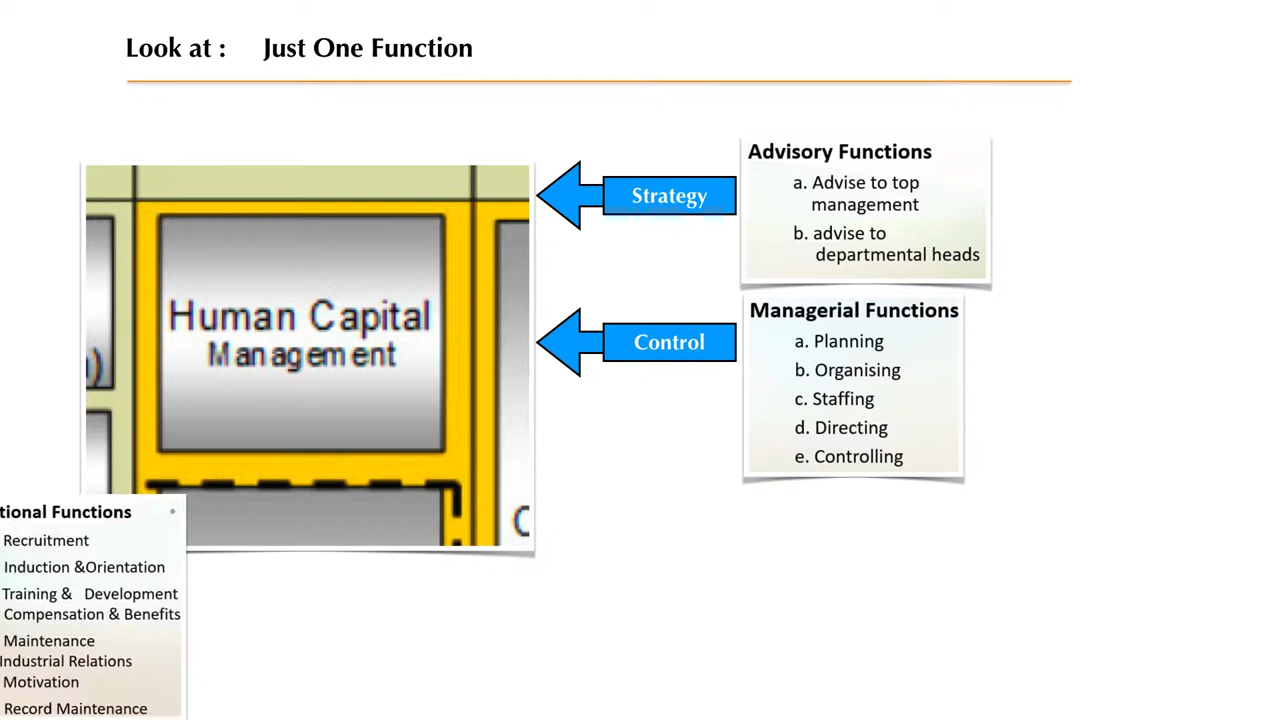 Look at : Just One Function
Human Capital
Management
)
C
Strategy
Control
Advisory Functions
a. Advise to top
management
b. advise to
departmental heads
Managerial Functions
a. Planning
b. Organising
c. Staffing
d. Directing
e. Controlling
tional Functions
Recruitment
Induction &Orientation
Training & Development
Compensation & Benefits
Maintenance
Industrial Relations
Motivation
Record Maintenance